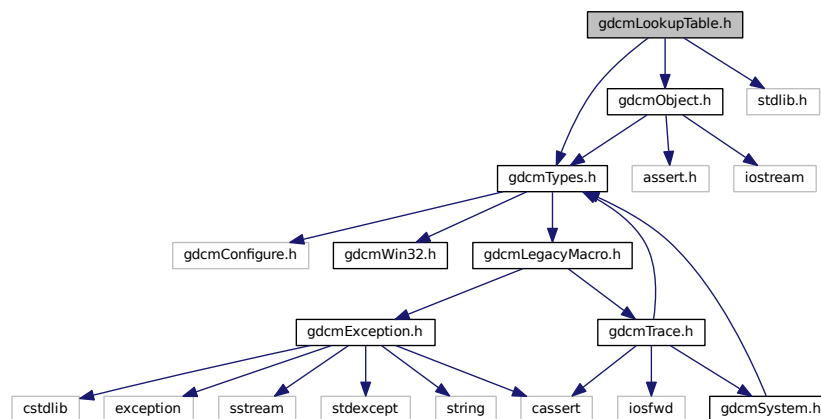 gdcmLookupTable.h
gdcmObject.h
stdlib.h
gdcmTypes.h
assert.h
iostream
gdcmConfigure.h
gdcmWin32.h
gdcmLegacyMacro.h
gdcmException.h
gdcmTrace.h
cstdlib
exception
sstream
stdexcept
string
cassert
iosfwd
gdcmSystem.h